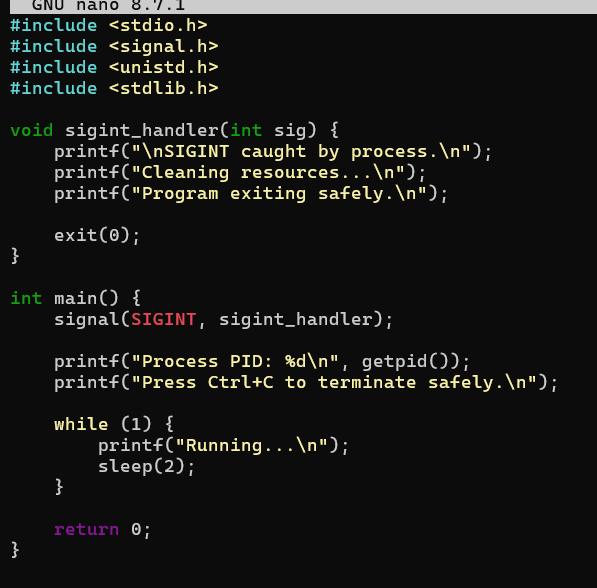 GNU nano 8.7.1
#include <stdio.h>
#include <signal.h>
#include <unistd.h>
#include <stdlib.h>

void sigint_handler(int sig) {
    printf("\nSIGINT caught by process.\n");
    printf("Cleaning resources...\n");
    printf("Program exiting safely.\n");

    exit(0);
}

int main() {
    signal(SIGINT, sigint_handler);

    printf("Process PID: %d\n", getpid());
    printf("Press Ctrl+C to terminate safely.\n");

    while (1) {
        printf("Running...\n");
        sleep(2);
    }

    return 0;
}